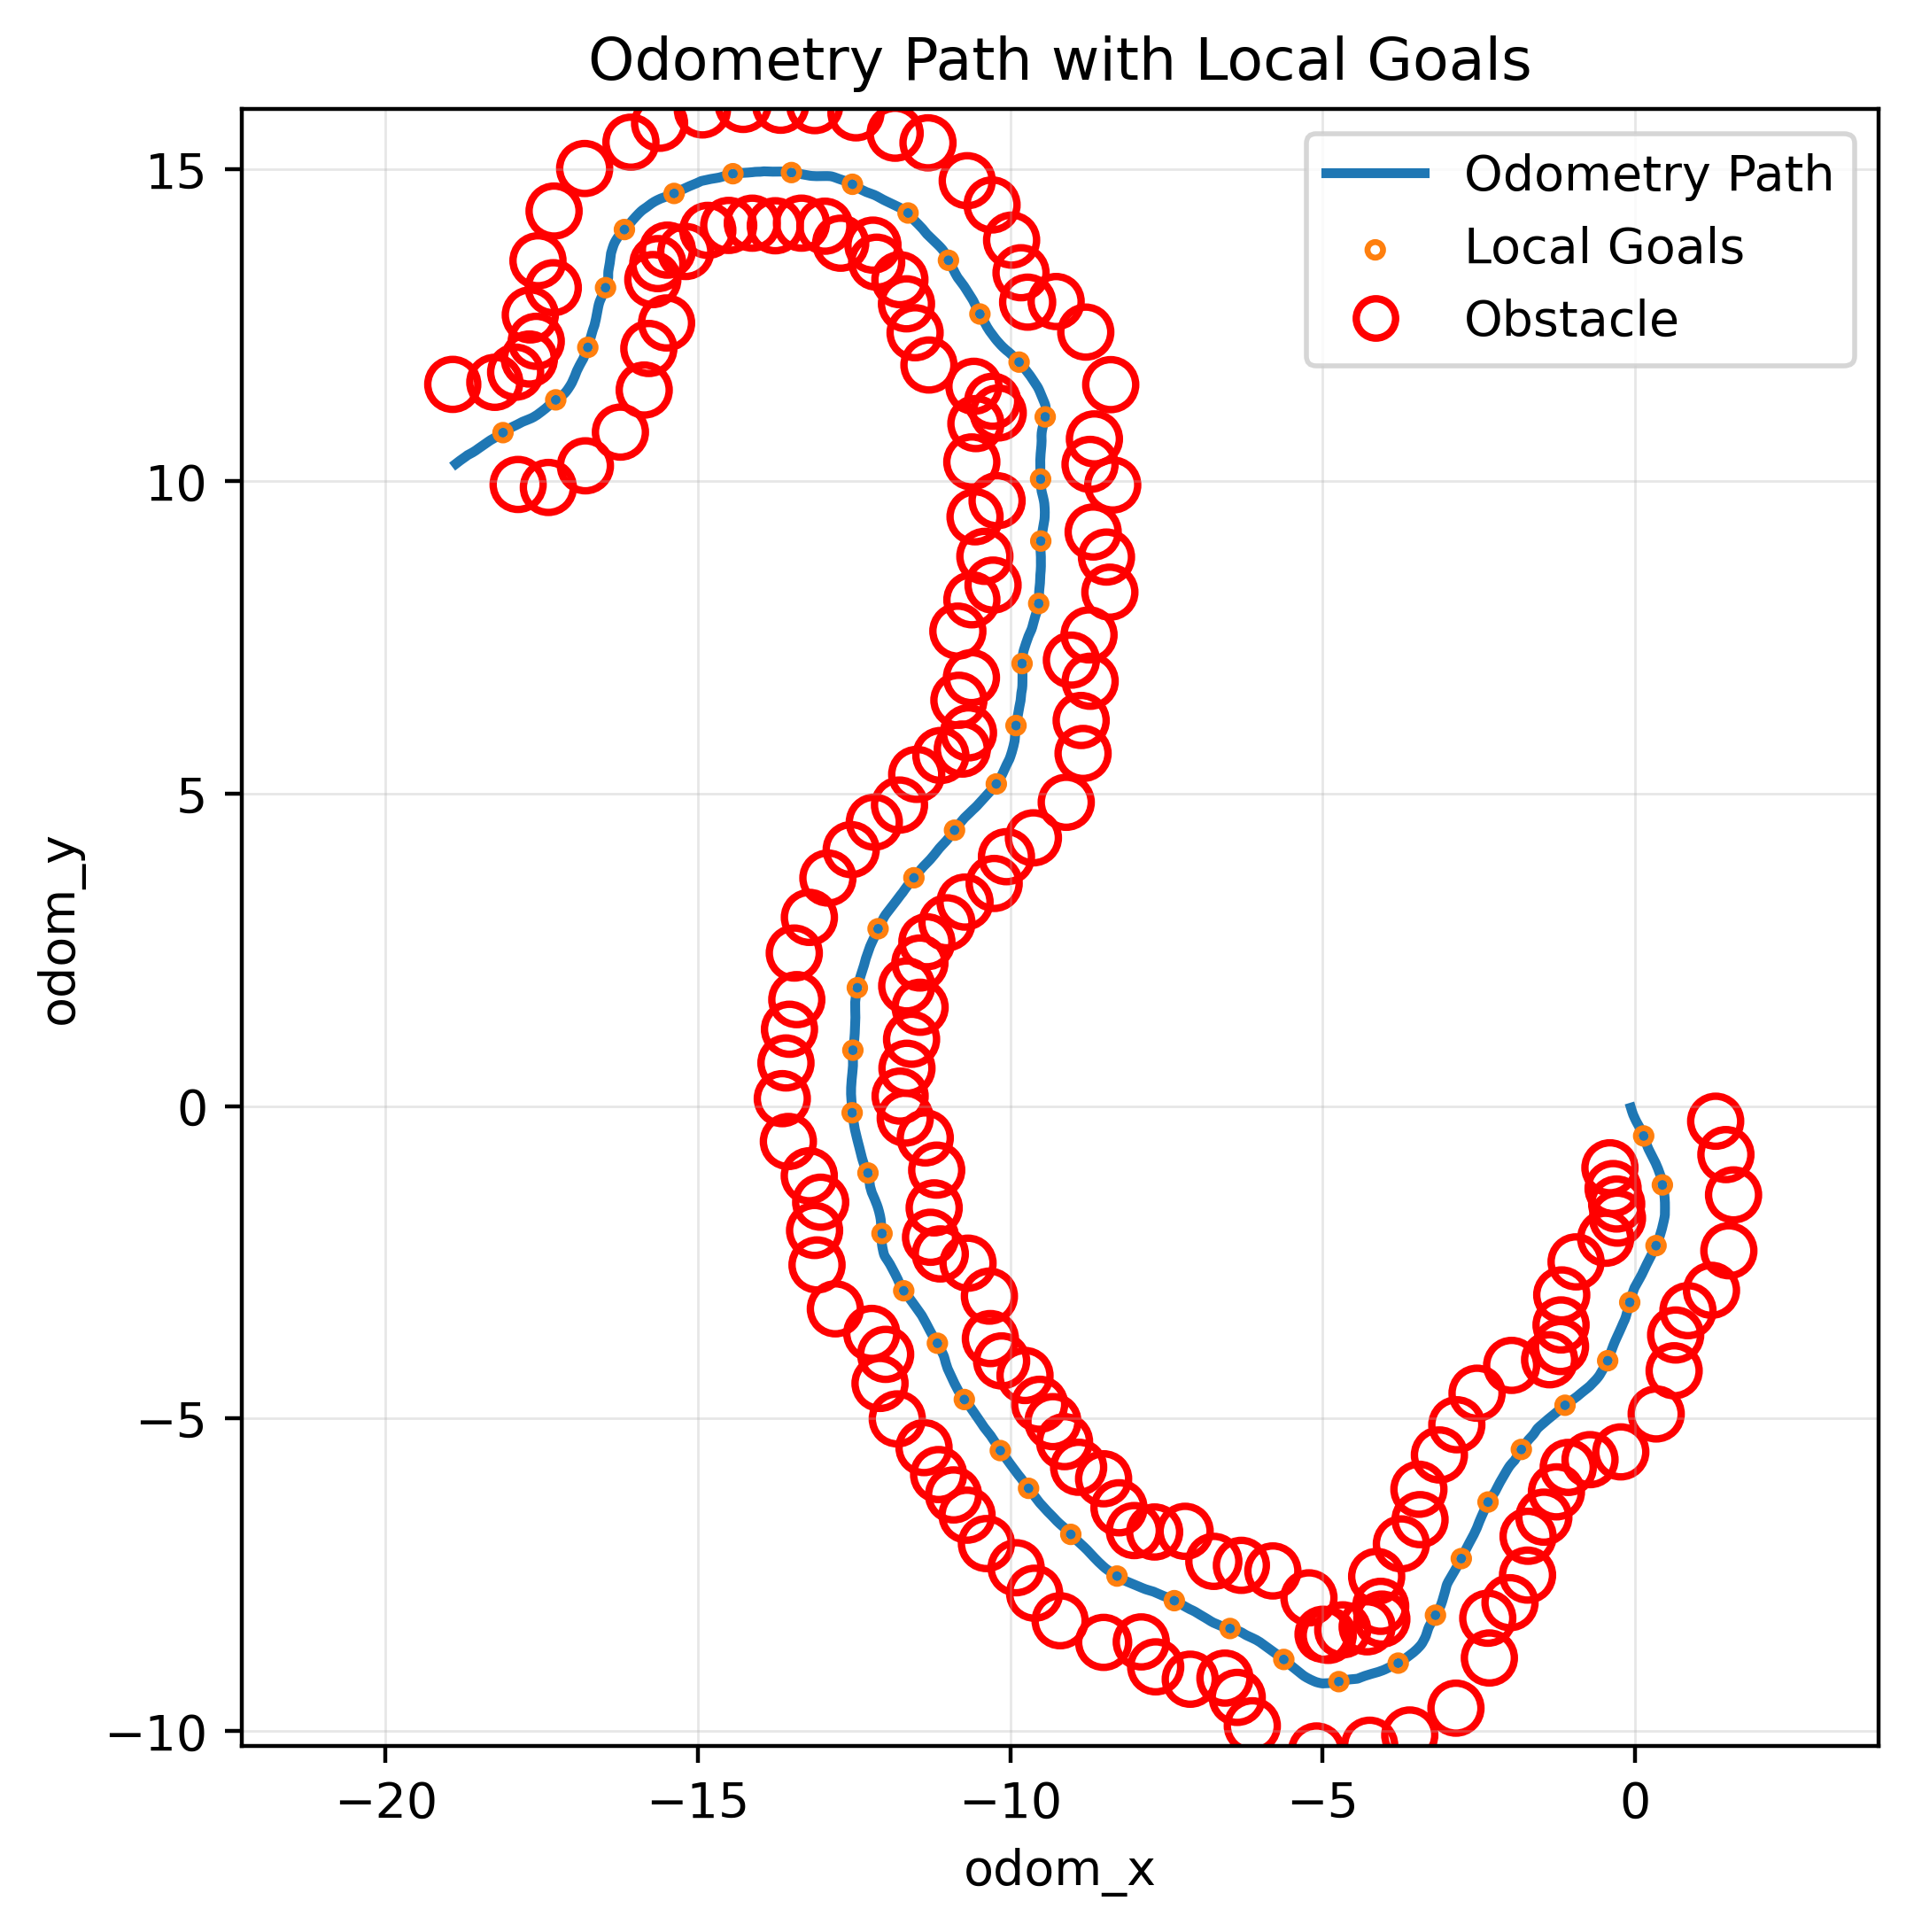 Odometry Path with Local Goals
Odometry Path
Local Goals
Obstacle
15
10
5
0
−5
−10
odom_y
−20
−15
−10
−5
0
odom_x